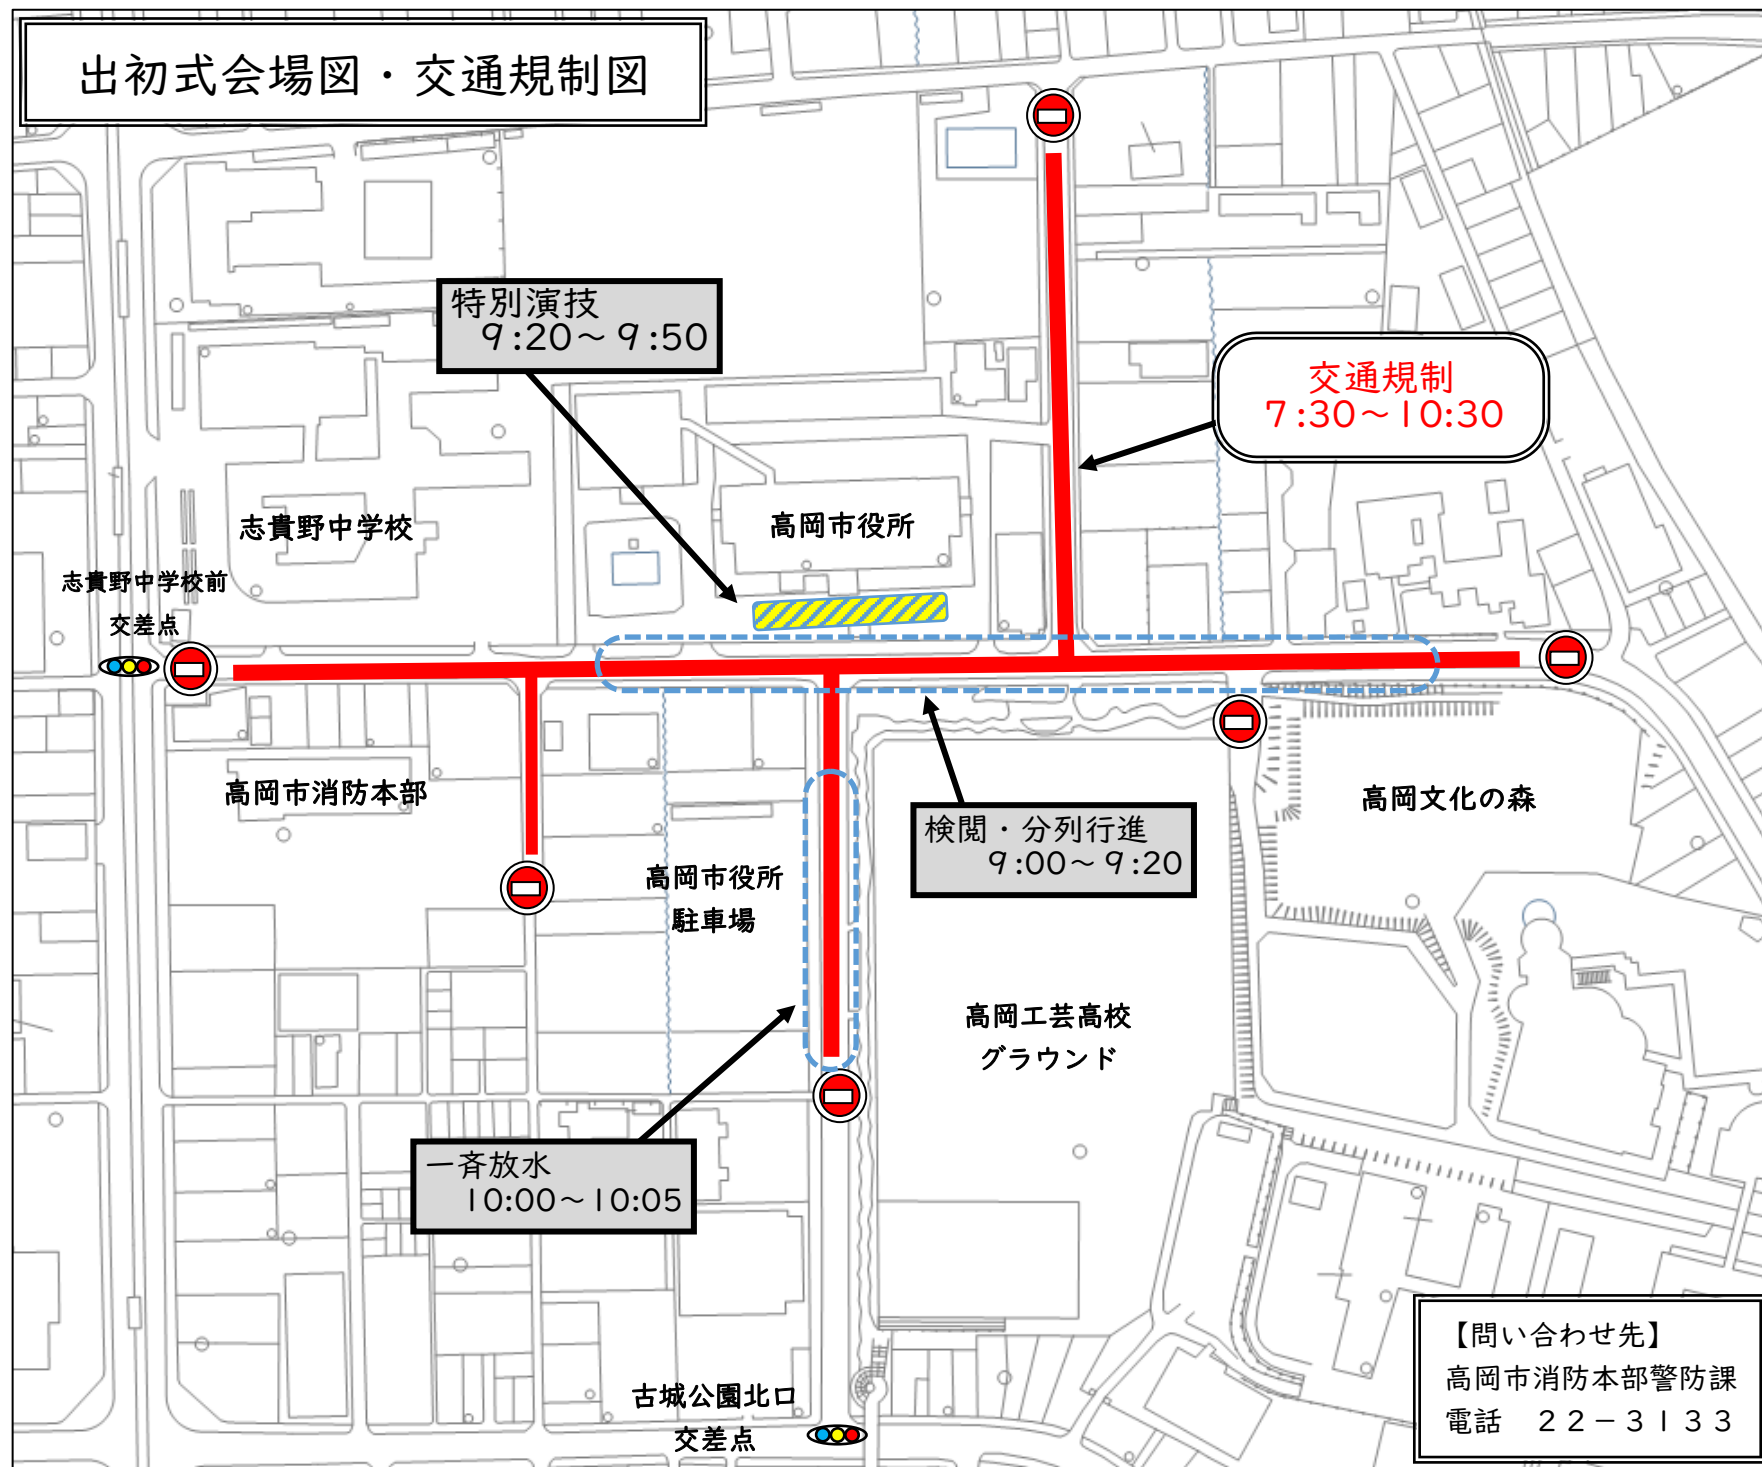 出初式会場図・交通規制図
特別演技
9:20～9:50
交通規制
7:30～10:30
志貴野中学校
高岡市役所
志貴野中学校前
交差点
高岡市消防本部
高岡文化の森
検閲・分列行進
9:00～9:20
高岡市役所
駐車場
高岡工芸高校
グラウンド
一斉放水
10:00～10:05
古城公園北口
交差点
【問い合わせ先】
高岡市消防本部警防課
電話　２２－３１３３